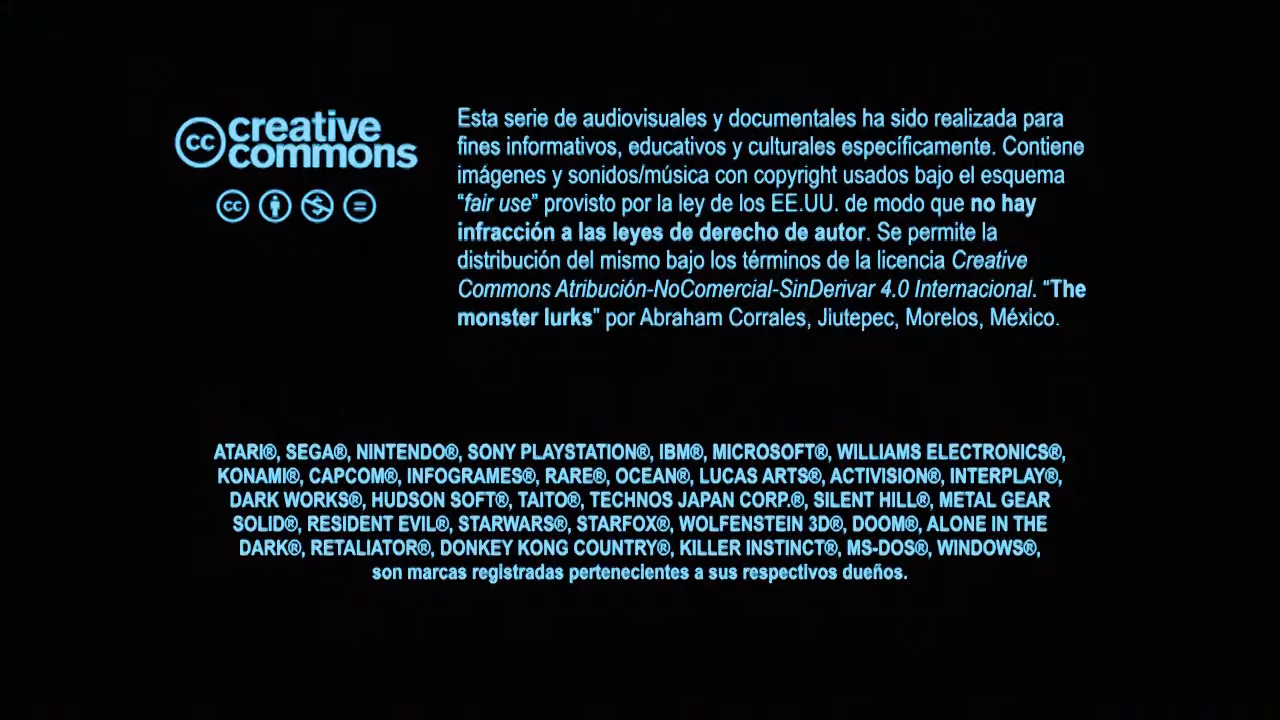 creative
commons
cc
cc
Esta serie de audiovisuales y documentales ha sido realizada para
fines informativos, educativos y culturales específicamente. Contiene
imágenes y sonidos/música con copyright usados bajo el esquema
“fair use” provisto por la ley de los EE.UU. de modo que no hay
infracción a las leyes de derecho de autor. Se permite la
distribución del mismo bajo los términos de la licencia Creative
Commons Atribución-NoComercial-SinDerivar 4.0 Internacional. “The
monster lurks” por Abraham Corrales, Jiutepec, Morelos, México.
ATARI®, SEGA®, NINTENDO®, SONY PLAYSTATION®, IBM®, MICROSOFT®, WILLIAMS ELECTRONICS®,
KONAMI®, CAPCOM®, INFOGRAMES®, RARE®, OCEAN®, LUCAS ARTS®, ACTIVISION®, INTERPLAY®,
DARK WORKS®, HUDSON SOFT®, TAITO®, TECHNOS JAPAN CORP.®, SILENT HILL®, METAL GEAR
SOLID®, RESIDENT EVIL®, STARWARS®, STARFOX®, WOLFENSTEIN 3D®, DOOM®, ALONE IN THE
DARK®, RETALIATOR®, DONKEY KONG COUNTRY®, KILLER INSTINCT®, MS-DOS®, WINDOWS®,
son marcas registradas pertenecientes a sus respectivos dueños.